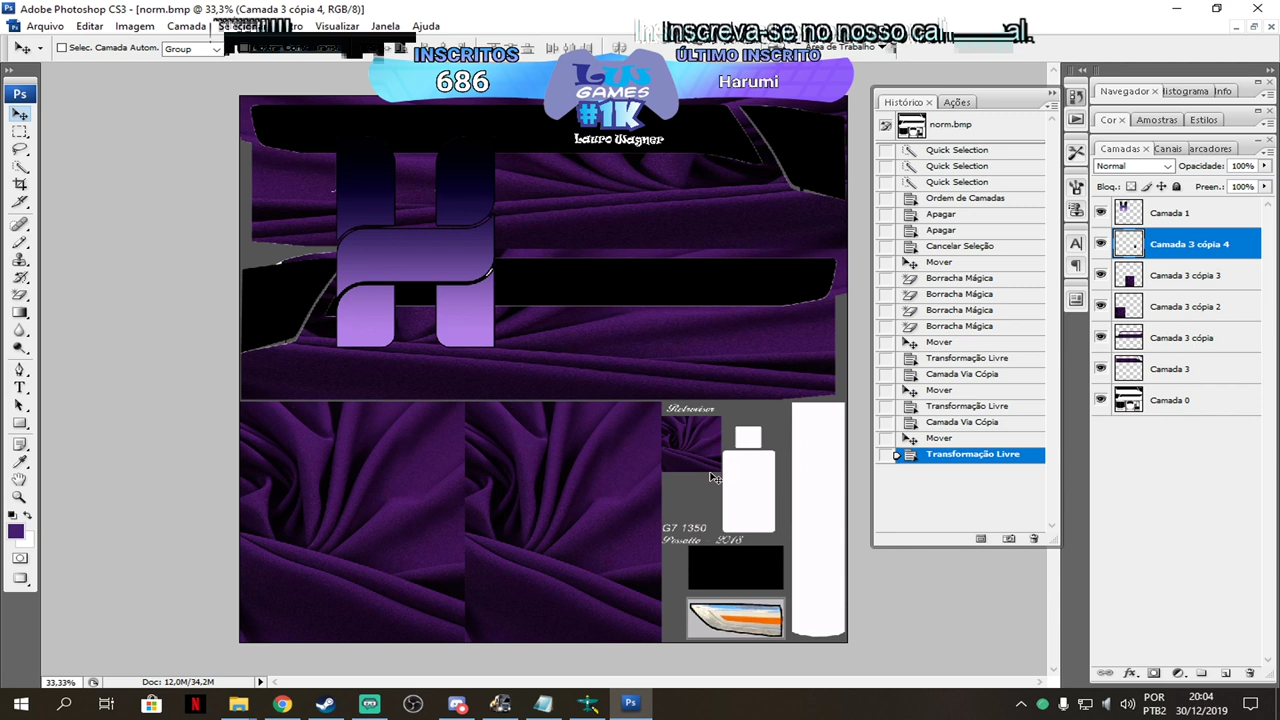 Adobe Photoshop CS3 - [norm.bmp @ 33,3% (Camada 3 cópia 4, RGB/8)]
Arquivo Editar Imagem Camada Visualizar Janela Ajuda
Inscreva-se no nosso ca al.
Selec. Camada Autom. Group
Área de Trabalho
INSCRITOS
686
LUS
GAMES
#1K
Lauro Wagner
ÚLTIMO INSCRITO
Harumi
Ps
Histórico Ações
norm.bmp
Quick Selection
Quick Selection
Quick Selection
Ordem de Camadas
Apagar
Apagar
Cancelar Seleção
Mover
Borracha Mágica
Borracha Mágica
Borracha Mágica
Borracha Mágica
Mover
Transformação Livre
Camada Via Cópia
Mover
Transformação Livre
Camada Via Cópia
Mover
Transformação Livre
Navegador istograma Info
Cor Amostras Estilos
Camadas Canais arcadores
Normal Opacidade: 100%
Bloq.: Preen.: 100%
Camada 1
Camada 3 cópia 4
Camada 3 cópia 3
Camada 3 cópia 2
Camada 3 cópia
Camada 3
Camada 0
Retrovisor
G7 1350
2018
33,33% Doc: 12,0M/34,2M
POR
PTB2
20:04
30/12/2019